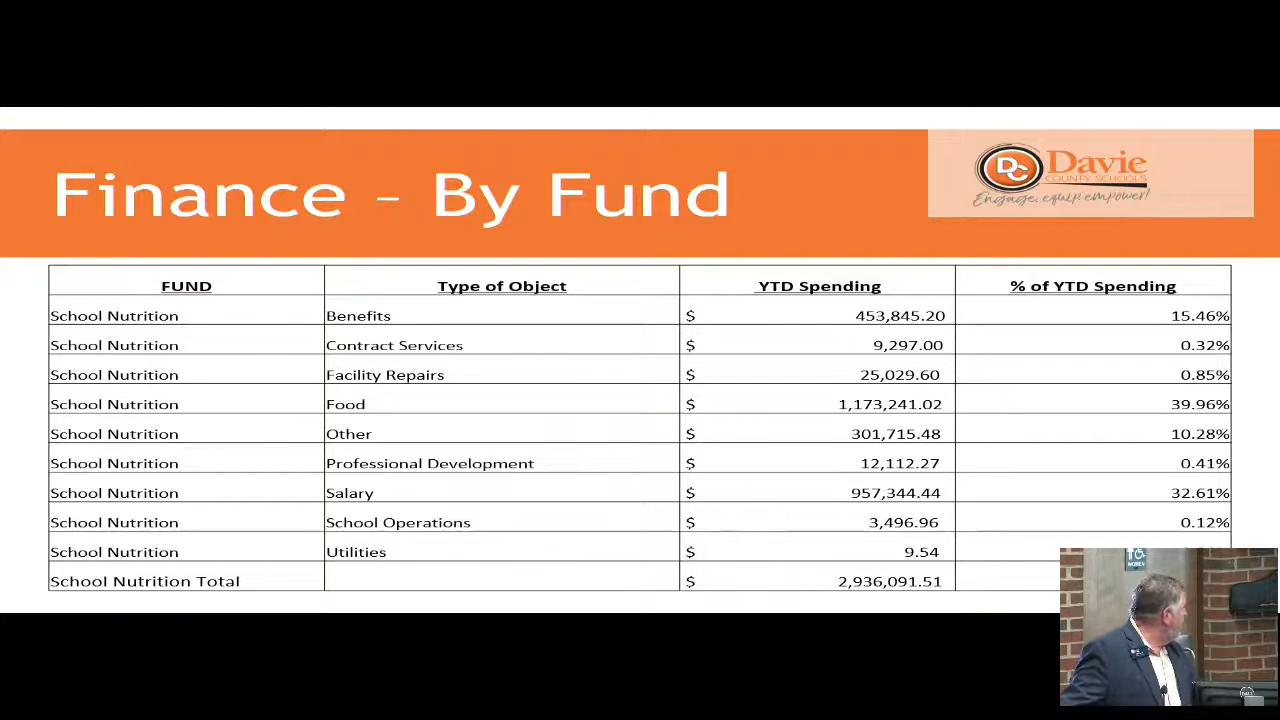 Finance - By Fund
DC Davie
COUNTY SCHOOLS
Engage, equip, empower!
FUND Type of Object YTD Spending % of YTD Spending
School Nutrition Benefits $ 453,845.20 15.46%
School Nutrition Contract Services $ 9,297.00 0.32%
School Nutrition Facility Repairs $ 25,029.60 0.85%
School Nutrition Food $ 1,173,241.02 39.96%
School Nutrition Other $ 301,715.48 10.28%
School Nutrition Professional Development $ 12,112.27 0.41%
School Nutrition Salary $ 957,344.44 32.61%
School Nutrition School Operations $ 3,496.96 0.12%
School Nutrition Utilities $ 9.54
School Nutrition Total $ 2,936,091.51
WOMEN